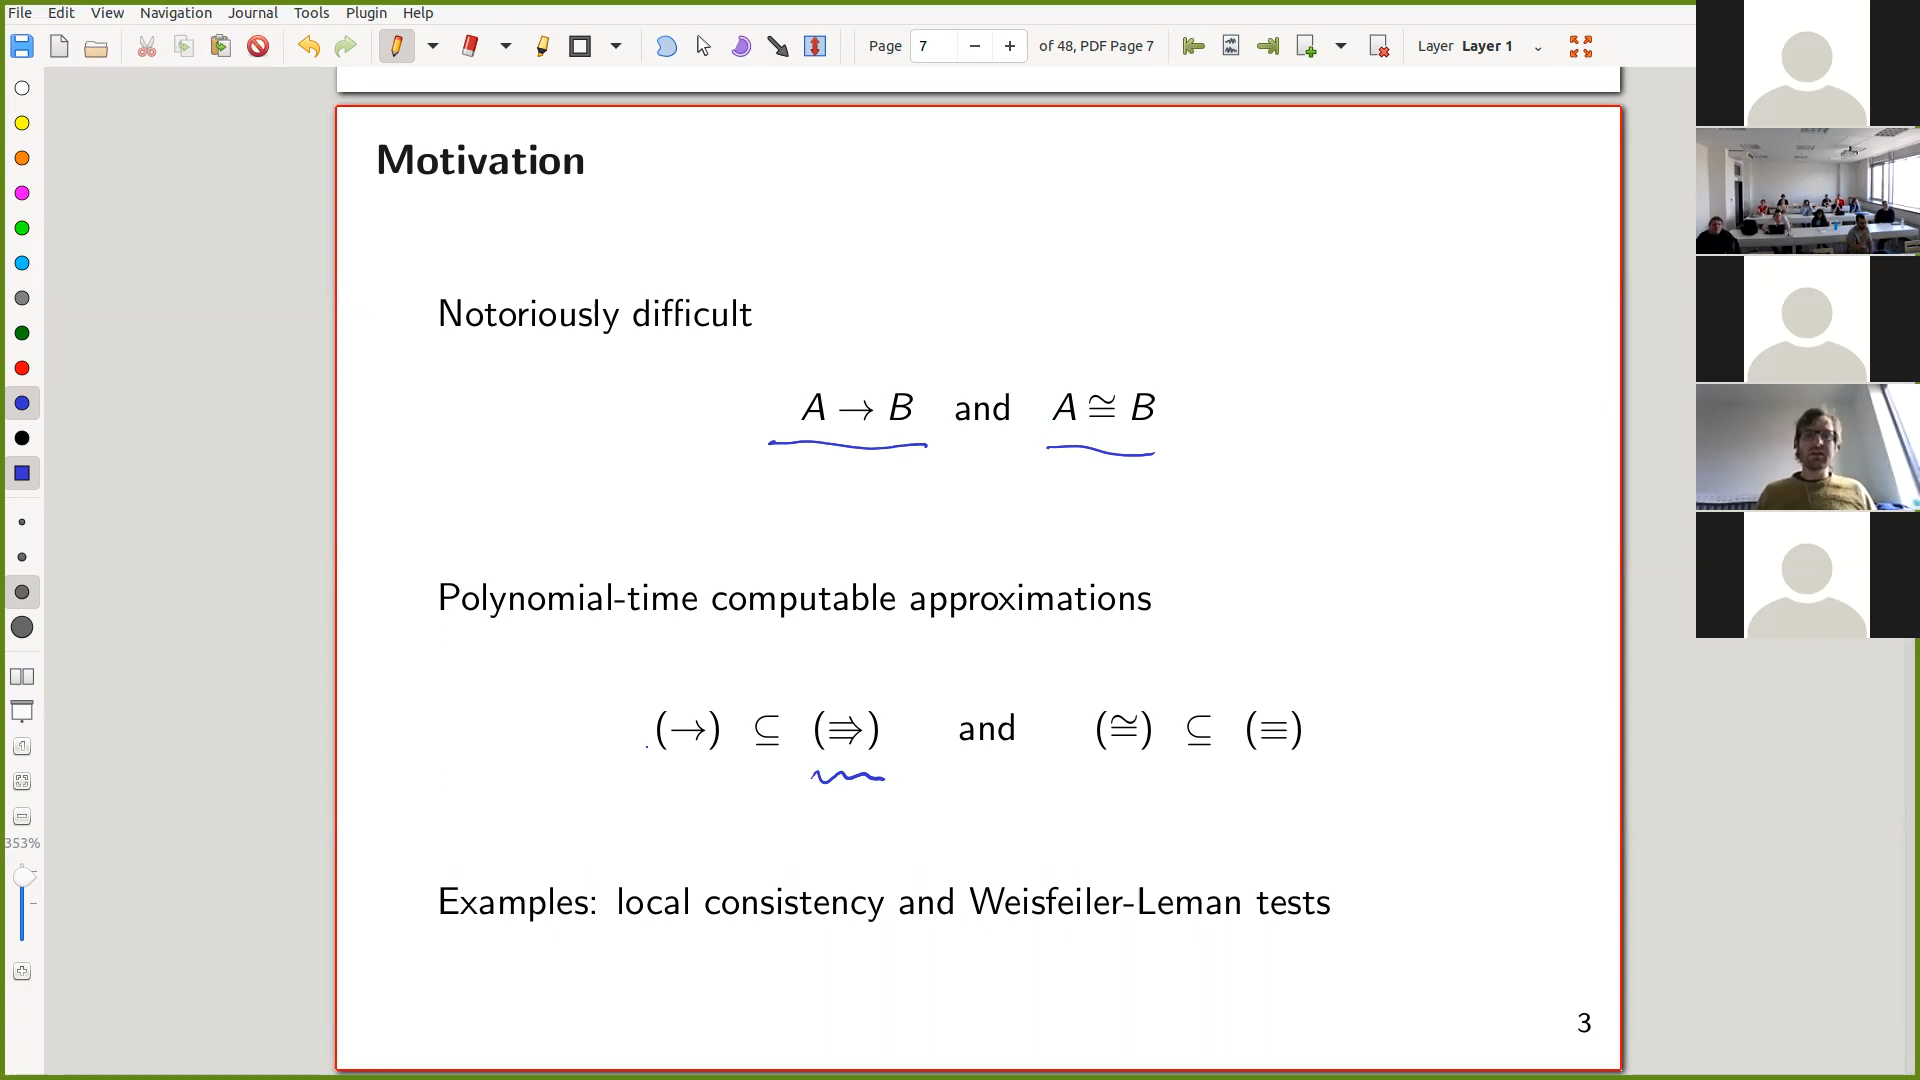 File Edit View Navigation Journal Tools Plugin Help
Page 7 − + of 48, PDF Page 7 Layer Layer 1
Motivation
Notoriously difficult
A → B and A ≅ B
Polynomial-time computable approximations
(→) ⊆ (⇛) and (≅) ⊆ (≡)
353%
Examples: local consistency and Weisfeiler-Leman tests
3